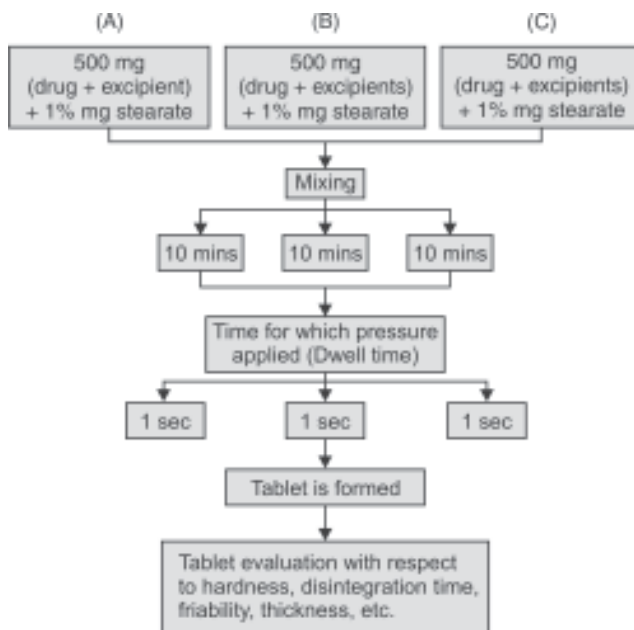 (A) (B) (C)
500 mg
(drug + excipient)
+ 1% mg stearate
500 mg
(drug + excipients)
+ 1% mg stearate
500 mg
(drug + excipients)
+ 1% mg stearate
Mixing
10 mins 10 mins 10 mins
Time for which pressure
applied (Dwell time)
1 sec 1 sec 1 sec
Tablet is formed
Tablet evaluation with respect
to hardness, disintegration time,
friability, thickness, etc.